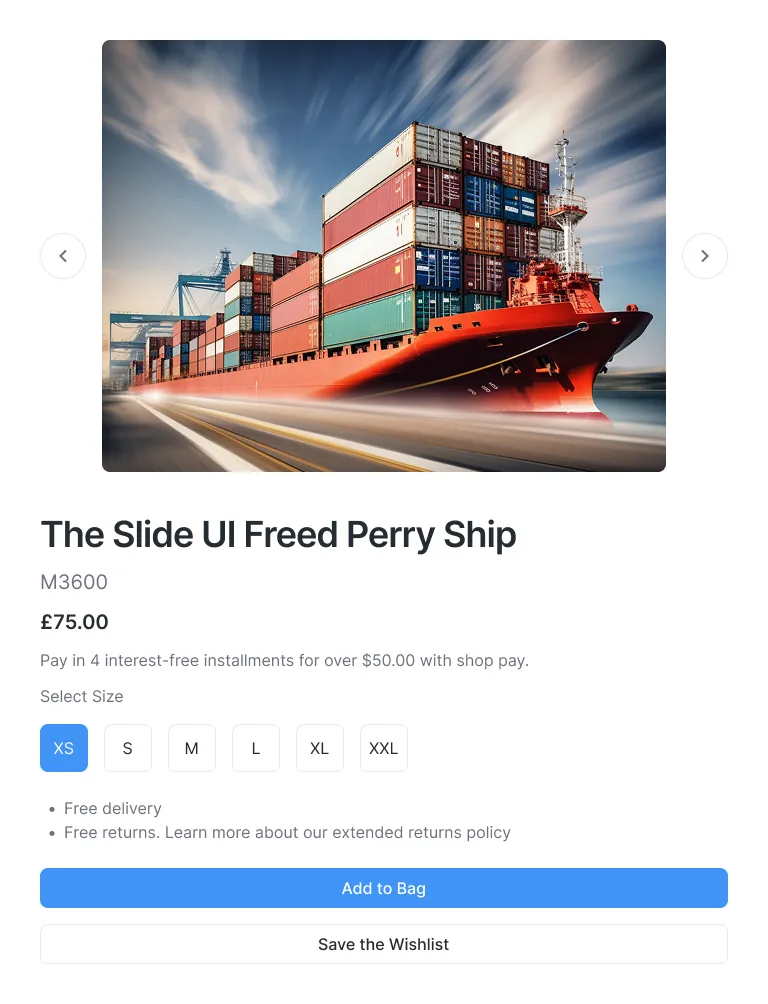 The Slide UI Freed Perry Ship
M3600
£75.00
Pay in 4 interest-free installments for over $50.00 with shop pay.
Select Size
XS S M L XL XXL
• Free delivery
• Free returns. Learn more about our extended returns policy
Add to Bag
Save the Wishlist